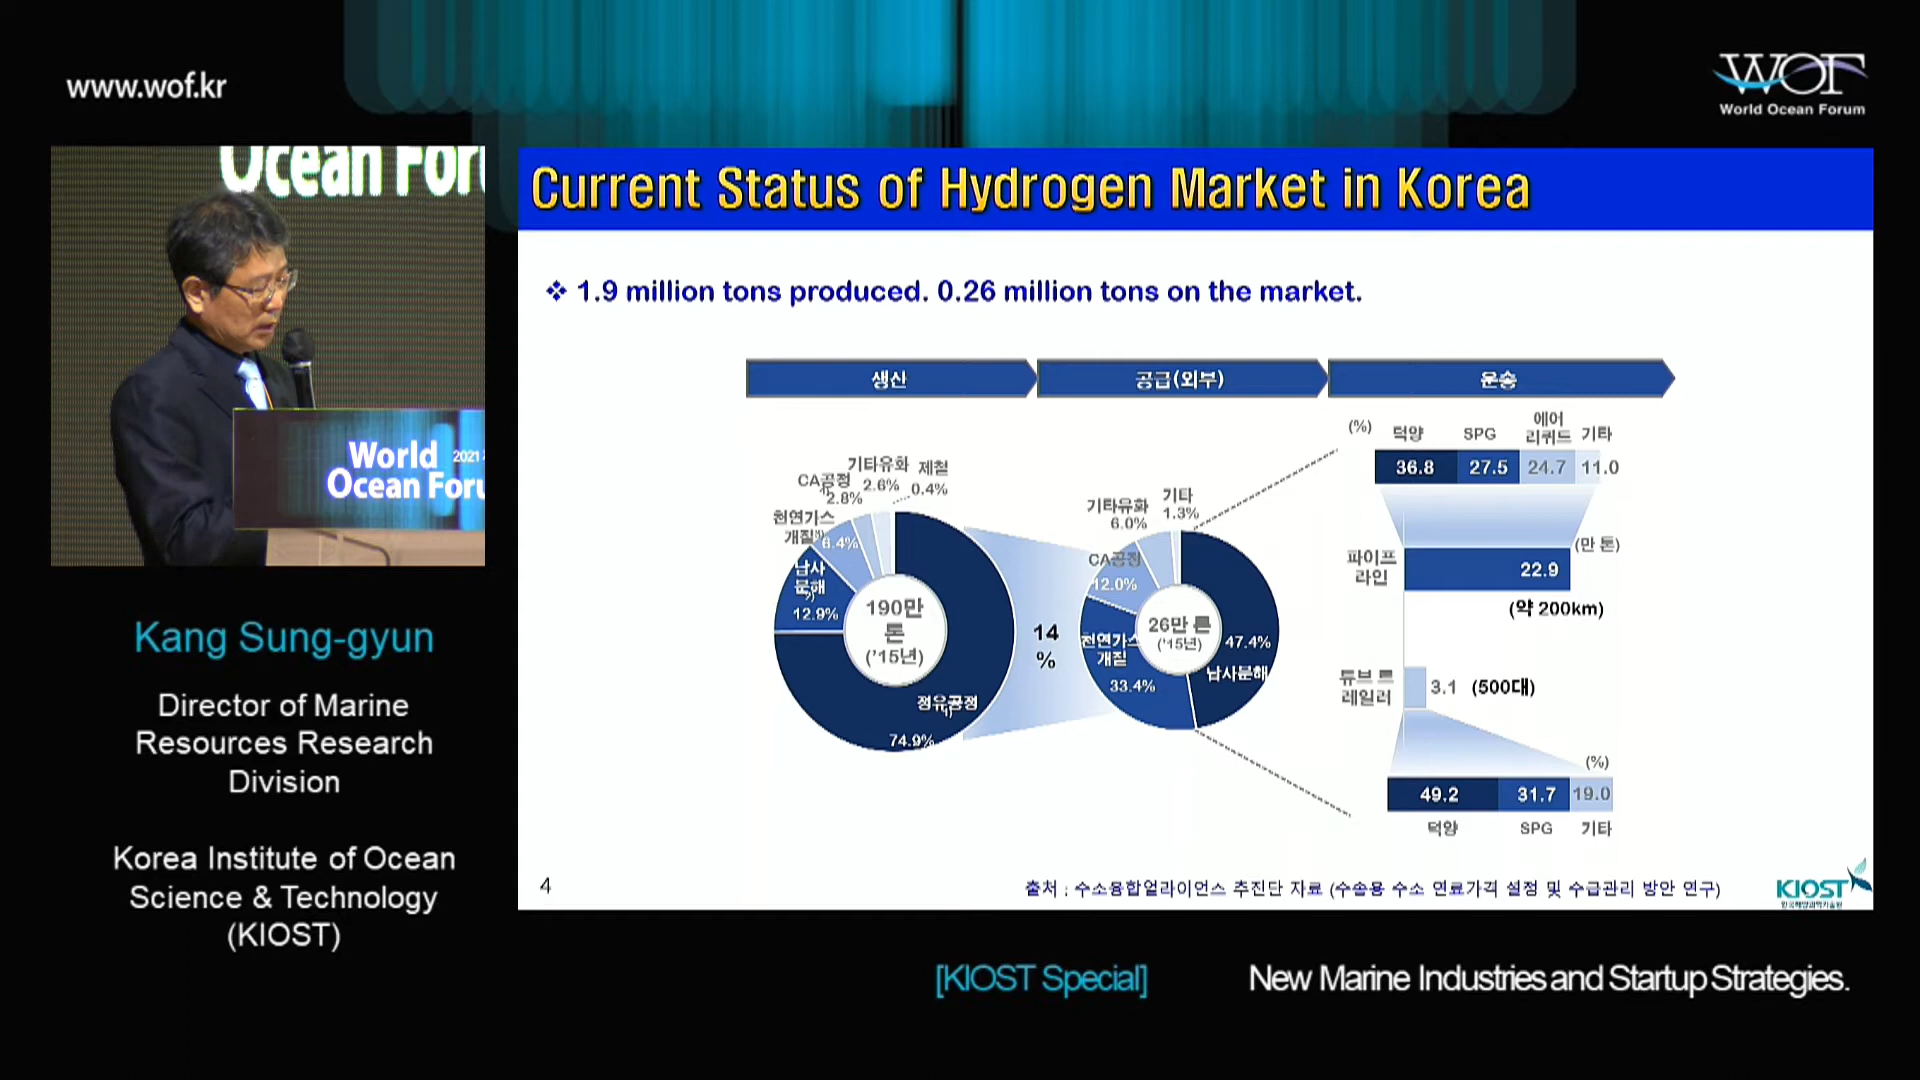 www.wof.kr
WOF
World Ocean Forum
Ocean For
World 2021
Ocean Foru
Kang Sung-gyun
Director of Marine
Resources Research
Division
Korea Institute of Ocean
Science & Technology
(KIOST)
Current Status of Hydrogen Market in Korea
❖ 1.9 million tons produced. 0.26 million tons on the market.
생산
공급(외부)
운송
기타유화 제철
CA공정 2.6% 0.4%
2.8%
천연가스
개질 6.4%
납사
분해
12.9%
190만
톤
('15년)
정유공정
74.9%
14
%
기타
기타유화 1.3%
6.0%
CA공정
12.0%
천연가스
개질
33.4%
26만 톤
('15년)
47.4%
납사분해
(%) 덕양 SPG 에어
리퀴드 기타
36.8 27.5 24.7 11.0
(만 톤)
파이프
라인
22.9
(약 200km)
튜브 트
레일러
3.1 (500대)
(%)
49.2 31.7 19.0
덕양 SPG 기타
4
출처 : 수소융합얼라이언스 추진단 자료 (수송용 수소 연료가격 설정 및 수급관리 방안 연구)
KIOST
한국해양과학기술원
[KIOST Special] New Marine Industries and Startup Strategies.